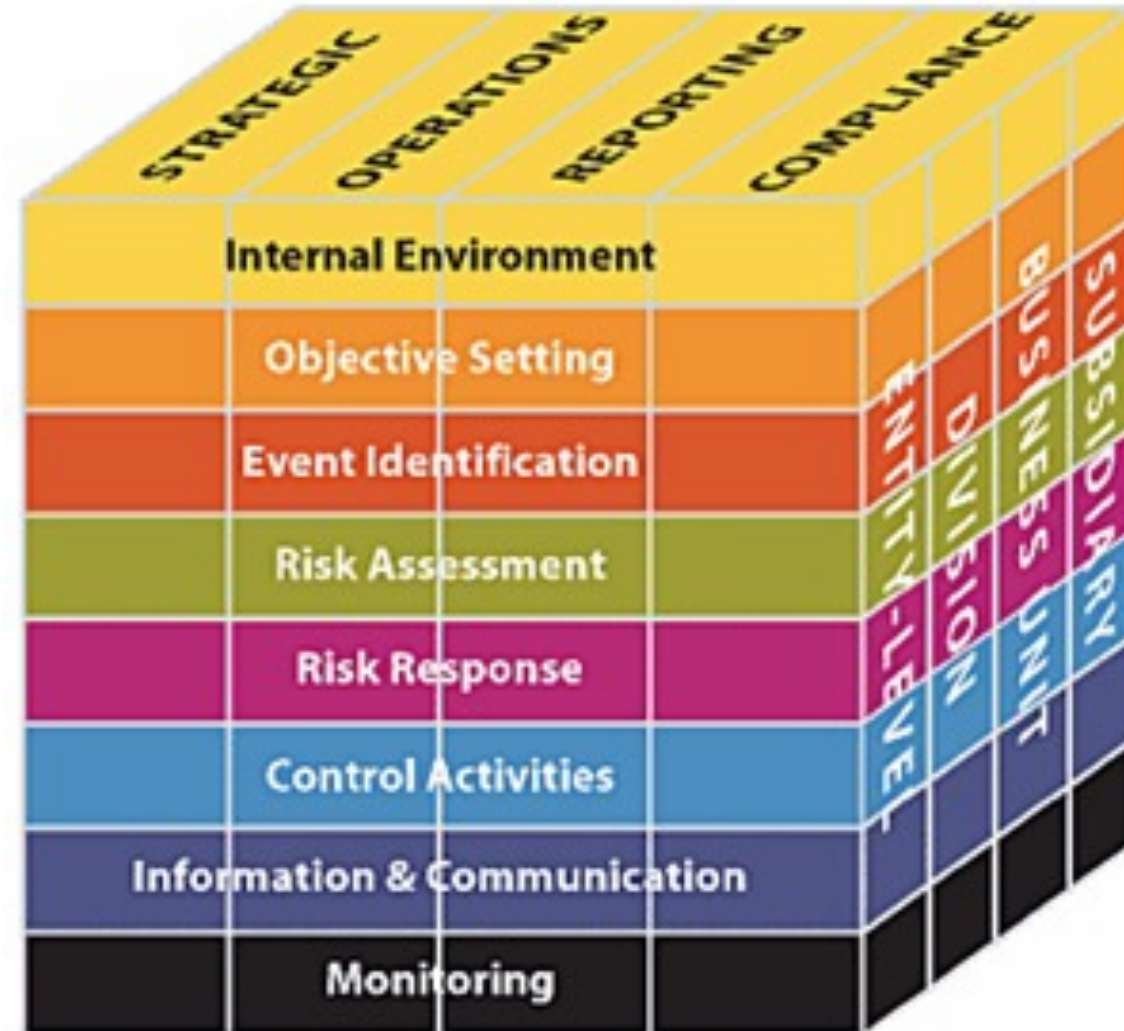 STRATEGIC
OPERATIONS
REPORTING
COMPLIANCE
Internal Environment
Objective Setting
Event Identification
Risk Assessment
Risk Response
Control Activities
Information & Communication
Monitoring
ENTITY-LEVEL
DIVISION
BUSINESS UNIT
SUBSIDIARY